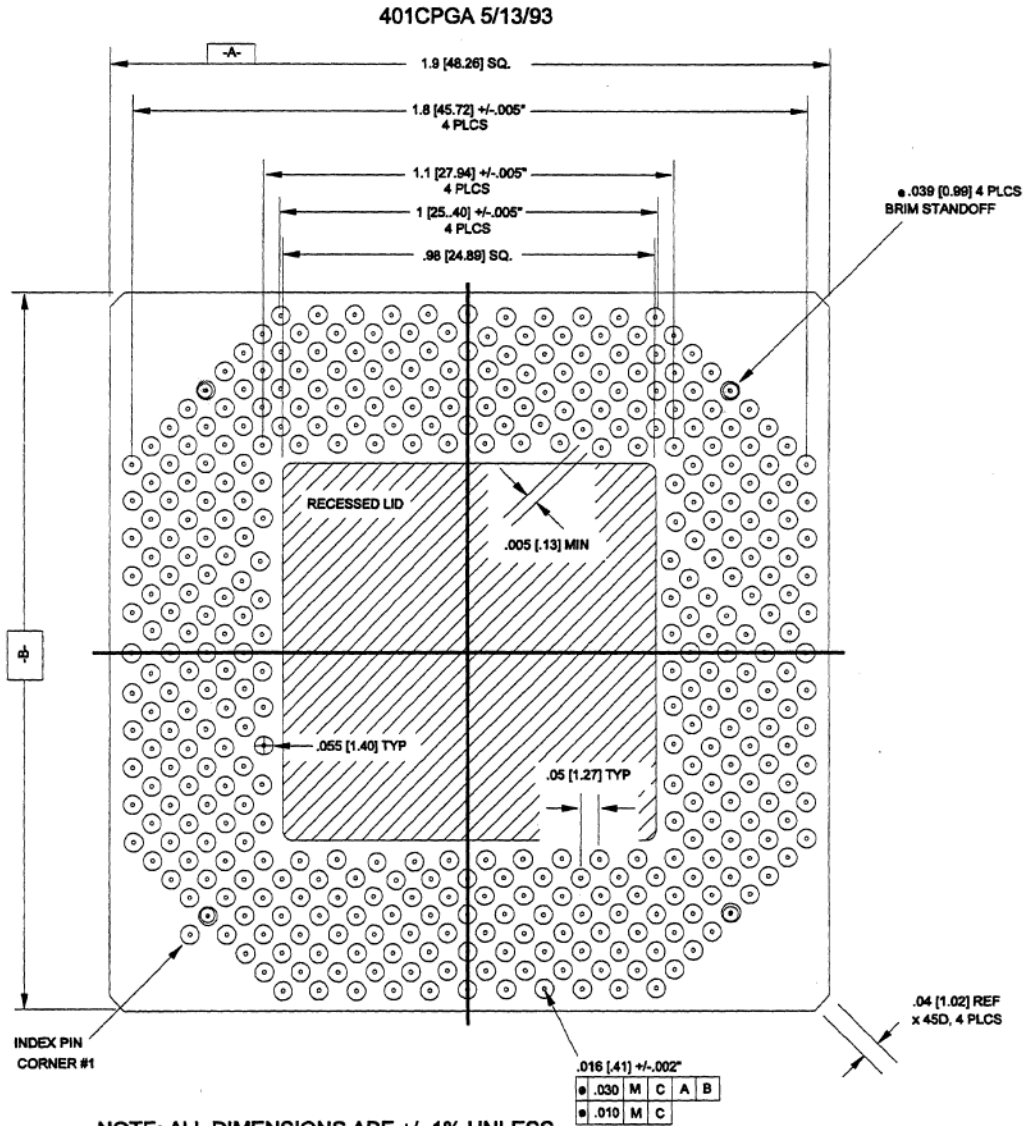 401CPGA 5/13/93
-A-
1.9 [48.26] SQ.
1.8 [45.72] +/-.005"
4 PLCS
1.1 [27.94] +/-.005"
4 PLCS
1 [25..40] +/-.005"
4 PLCS
.98 [24.89] SQ.
.039 [0.99] 4 PLCS
BRIM STANDOFF
RECESSED LID
.005 [.13] MIN
-B-
.055 [1.40] TYP
.05 [1.27] TYP
INDEX PIN
CORNER #1
.04 [1.02] REF
x 45D, 4 PLCS
.016 [.41] +/-.002"
.030 M C A B
.010 M C
NOTE: ALL DIMENSIONS ARE +/- 1% UNLESS